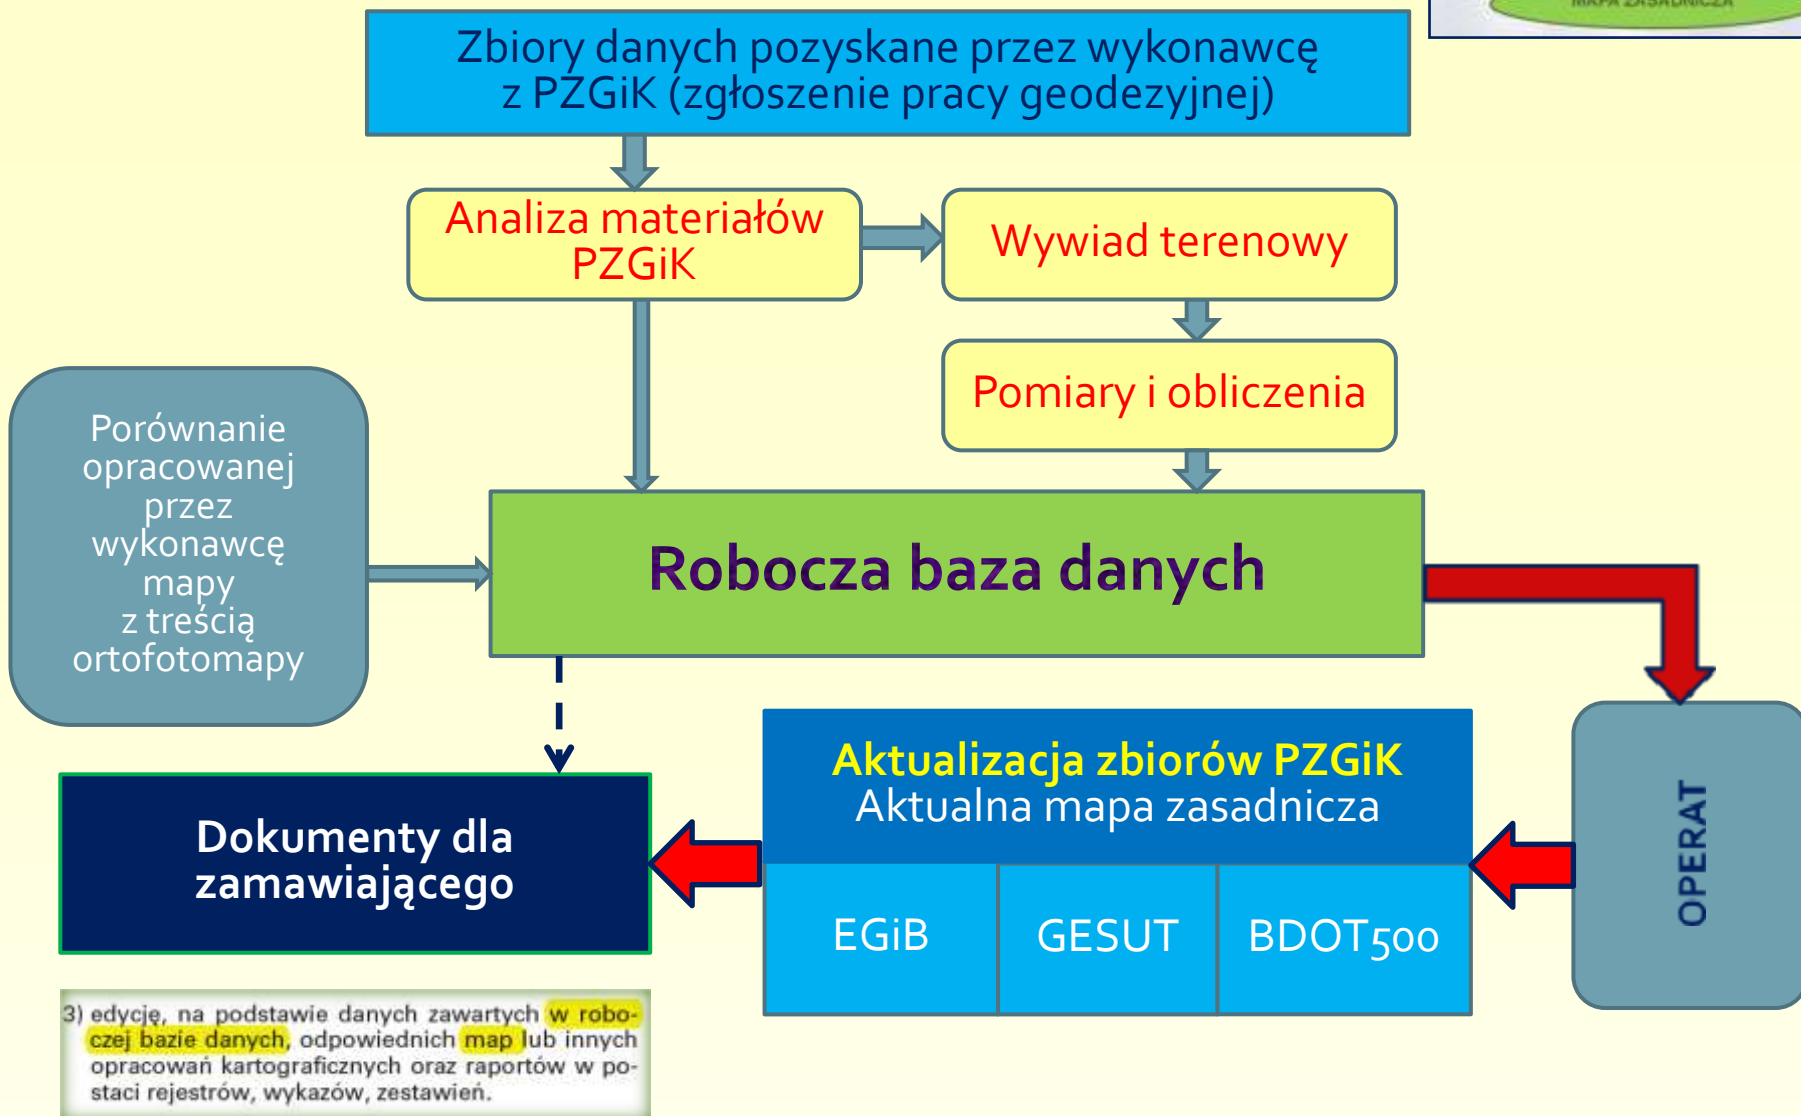 MAPA ZASADNICZA
Zbiory danych pozyskane przez wykonawcę
z PZGiK (zgłoszenie pracy geodezyjnej)
Analiza materiałów
PZGiK
Wywiad terenowy
Pomiary i obliczenia
Porównanie
opracowanej
przez
wykonawcę
mapy
z treścią
ortofotomapy
Robocza baza danych
Aktualizacja zbiorów PZGiK
Aktualna mapa zasadnicza
EGiB
GESUT
BDOT500
OPERAT
Dokumenty dla
zamawiającego
3) edycję, na podstawie danych zawartych w robo-
czej bazie danych, odpowiednich map lub innych
opracowań kartograficznych oraz raportów w po-
staci rejestrów, wykazów, zestawień.